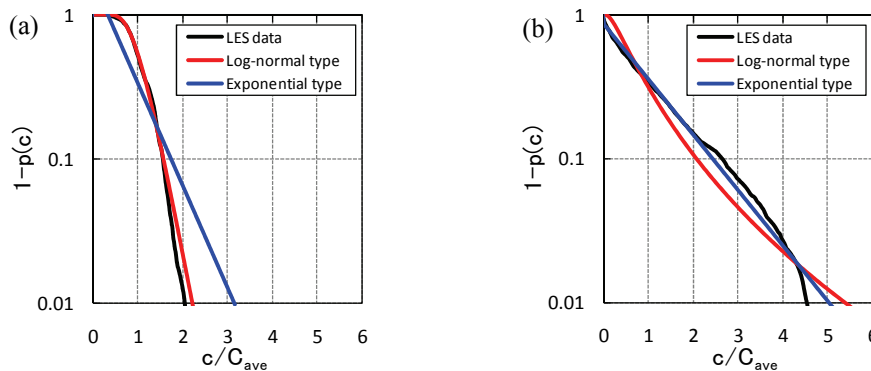 (a)
1
0.1
0.01
1-p(c)
LES data
Log-normal type
Exponential type
0 1 2 3 4 5 6
c/Cave
(b)
1
0.1
0.01
1-p(c)
LES data
Log-normal type
Exponential type
0 1 2 3 4 5 6
c/Cave